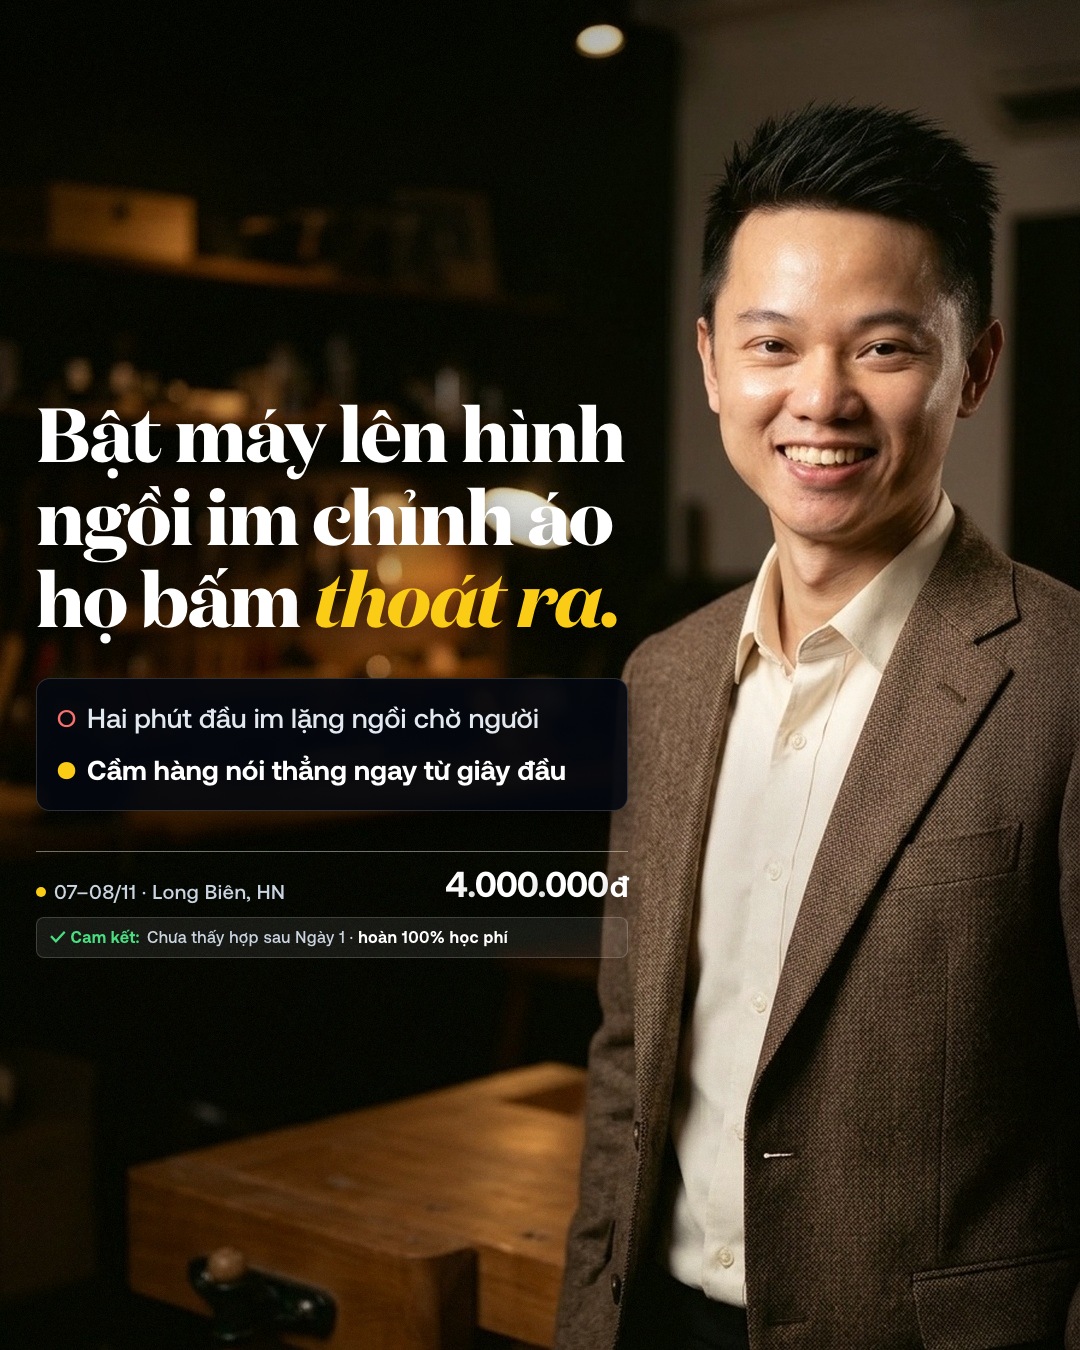 Bật máy lên hình
ngồi im chỉnh áo
họ bấm thoát ra.
Hai phút đầu im lặng ngồi chờ người
Cầm hàng nói thẳng ngay từ giây đầu
07–08/11 · Long Biên, HN
4.000.000đ
Cam kết: Chưa thấy hợp sau Ngày 1 · hoàn 100% học phí